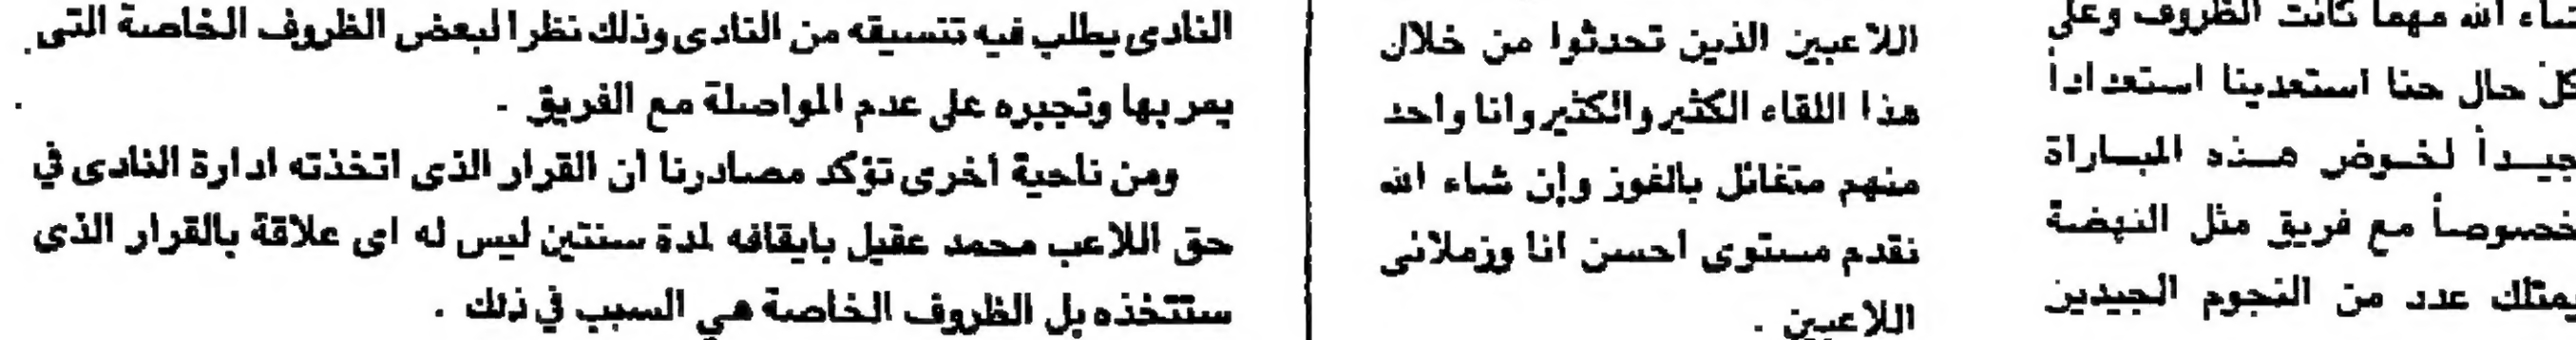 شاء الله مهما كانت الظروف وعلى
كل حال حنا استعدينا استعداداً
جيداً لخوض هذه المباراة
خصوصاً مع فريق مثل النهضة
يمتلك عدد من النجوم الجيدين
اللاعبين الذين تحدثوا من خلال
هذا اللقاء الكثير والكثير وانا واحد
منهم متفائل بالفوز وإن شاء الله
نقدم مستوى احسن انا وزملائى
اللاعبين .
النادى يطلب فيه تنسيقه من النادى وذلك نظرا لبعض الظروف الخاصة التى
يمر بها وتجبره على عدم المواصلة مع الفريق .
ومن ناحية أخرى تؤكد مصادرنا أن القرار الذى اتخذته ادارة النادى في
حق اللاعب محمد عقيل بايقافه لمدة سنتين ليس له اى علاقة بالقرار الذى
ستتخذه بل الظروف الخاصة هي السبب في ذلك .